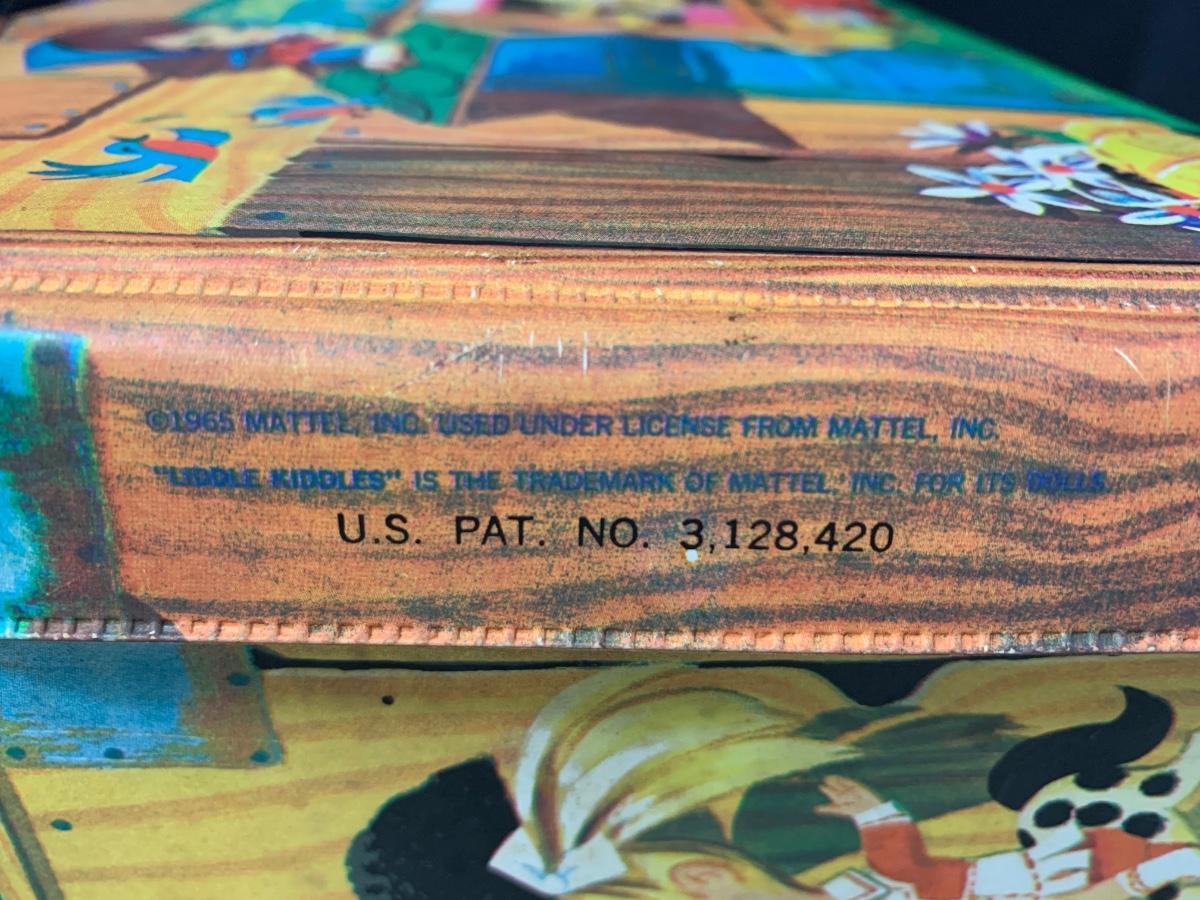 ©1965 MATTEL, INC. USED UNDER LICENSE FROM MATTEL, INC.
"LIDDLE KIDDLES" IS THE TRADEMARK OF MATTEL, INC. FOR ITS DOLLS.
U.S. PAT. NO. 3,128,420